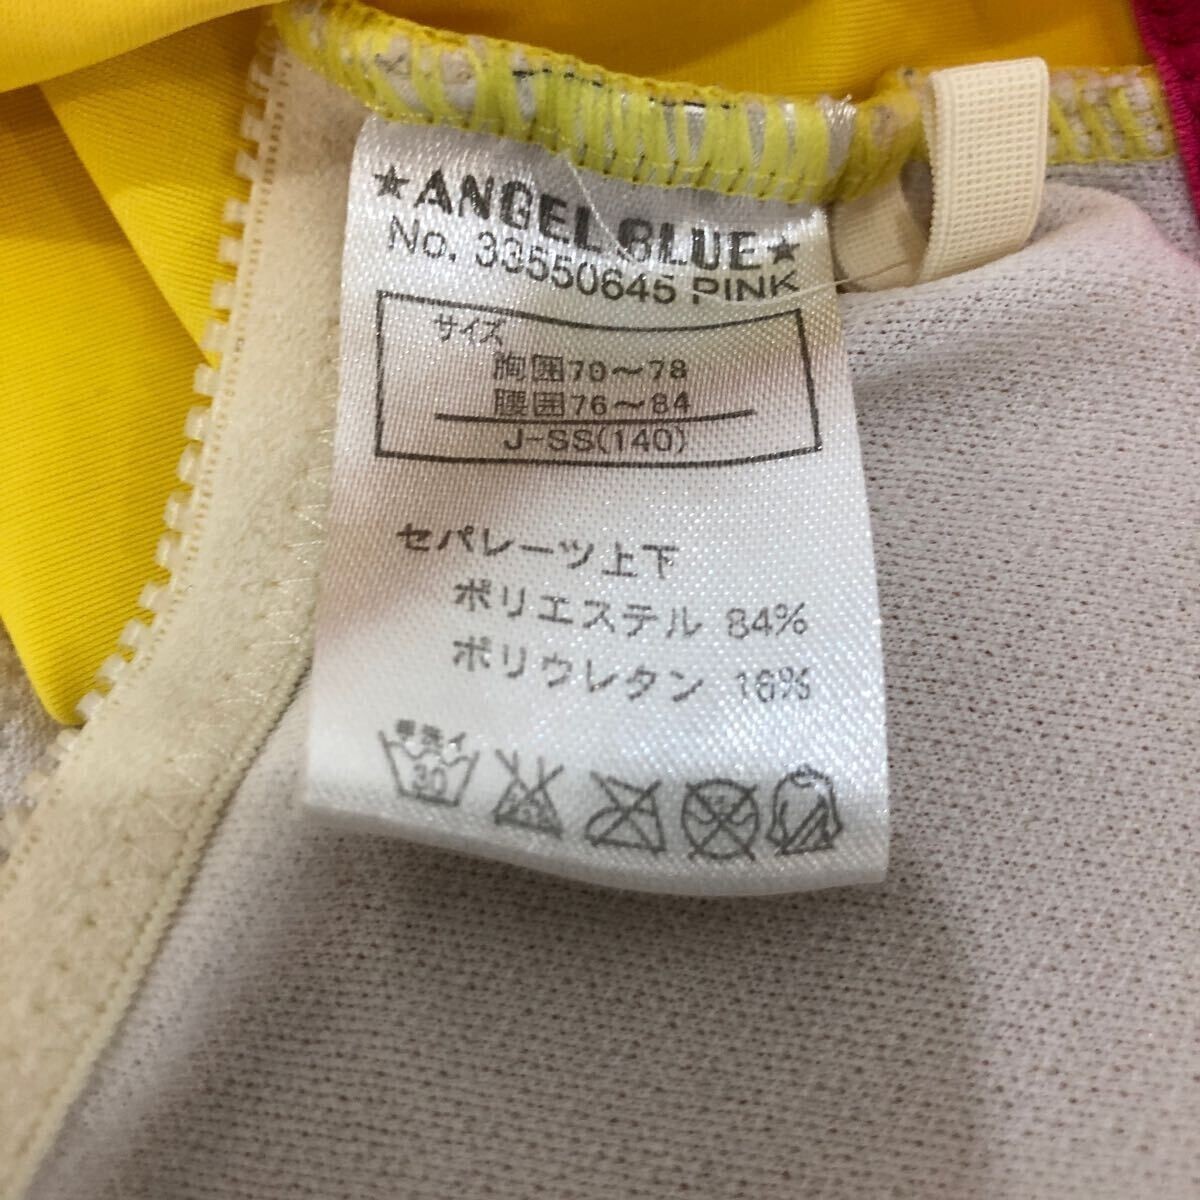 ★ANGEL BLUE★
No. 33550645 PINK
サイズ
胸囲70〜78
腰囲76〜84
J-SS(140)
セパレーツ上下
ポリエステル 84%
ポリウレタン 16%
手洗イ
30